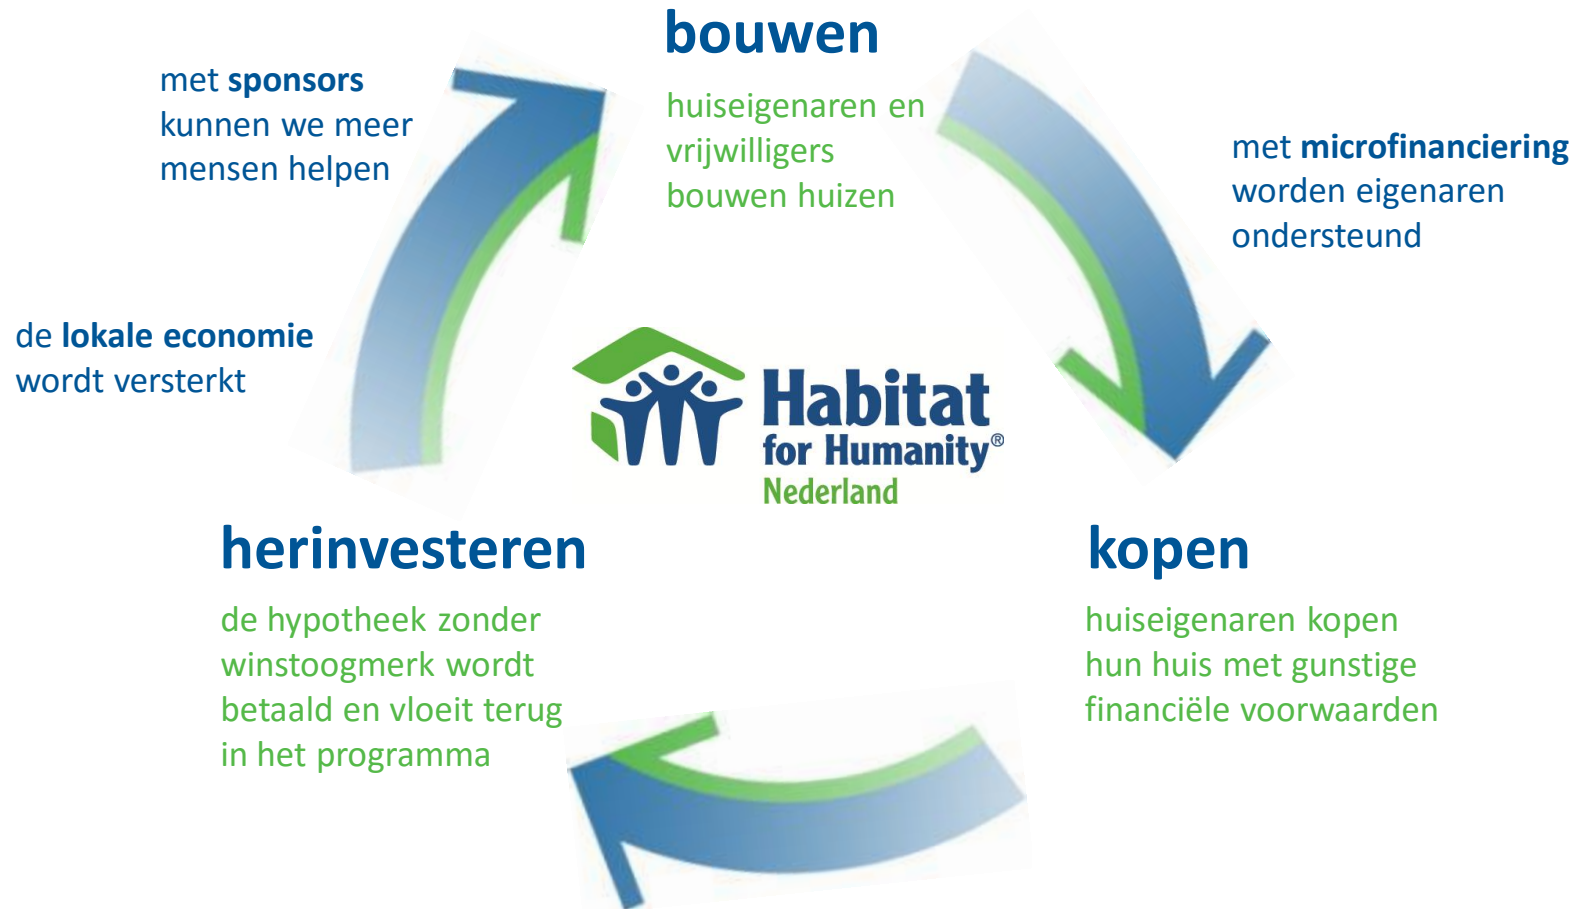 bouwen
huiseigenaren en
vrijwilligers
bouwen huizen
met microfinanciering
worden eigenaren
ondersteund
kopen
huiseigenaren kopen
hun huis met gunstige
financiële voorwaarden
herinvesteren
de hypotheek zonder
winstoogmerk wordt
betaald en vloeit terug
in het programma
de lokale economie
wordt versterkt
met sponsors
kunnen we meer
mensen helpen
Habitat
for Humanity®
Nederland